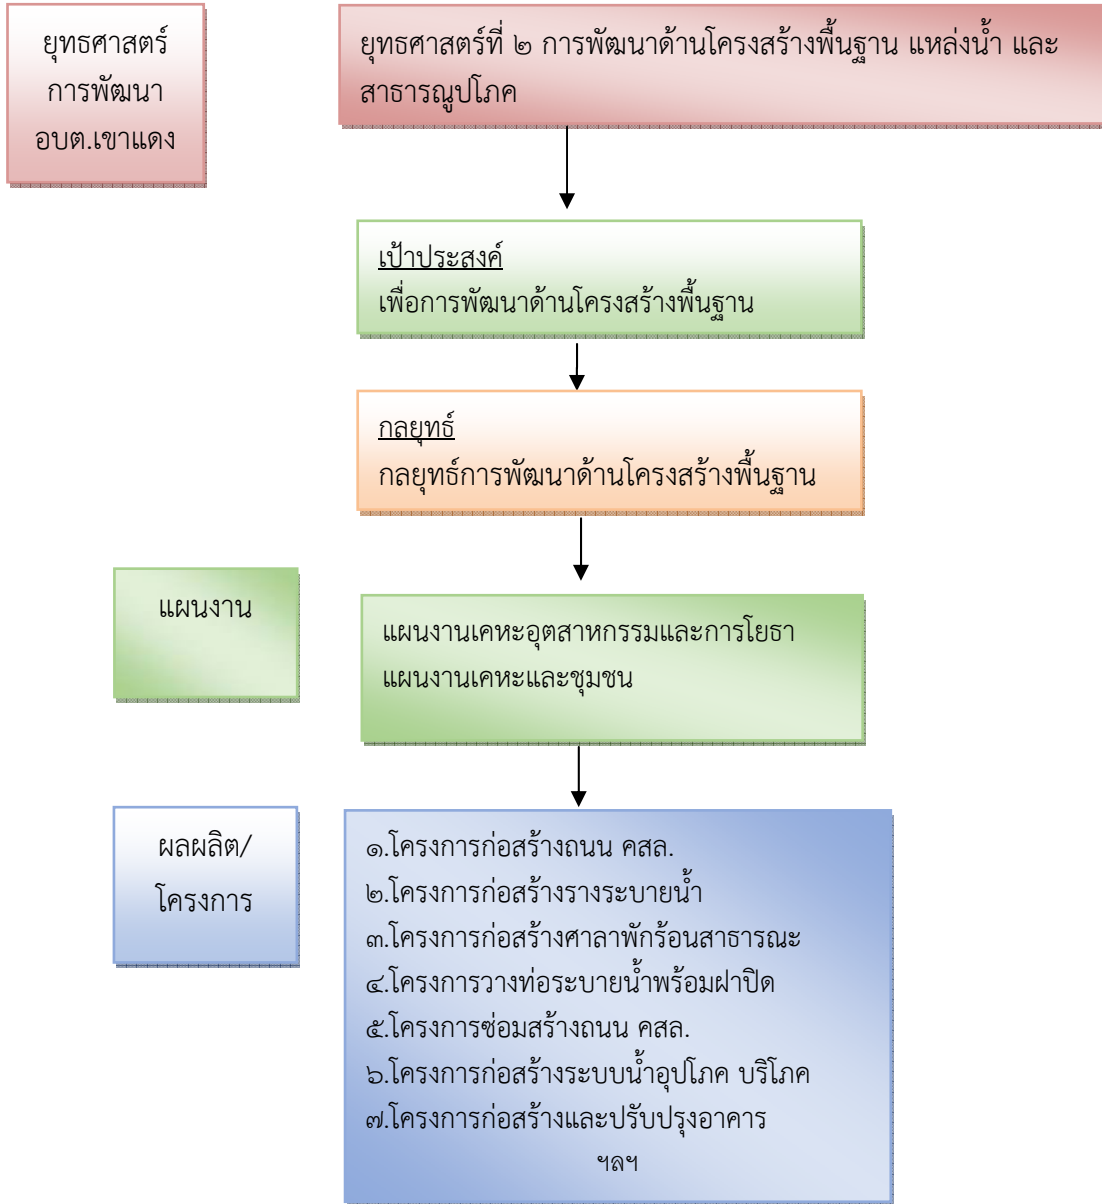 ยุทธศาสตร์
การพัฒนา
อบต.เขาแดง
ยุทธศาสตร์ที่ ๒ การพัฒนาด้านโครงสร้างพื้นฐาน แหล่งน้ำ และ
สาธารณูปโภค
เป้าประสงค์
เพื่อการพัฒนาด้านโครงสร้างพื้นฐาน
กลยุทธ์
กลยุทธ์การพัฒนาด้านโครงสร้างพื้นฐาน
แผนงาน
แผนงานเคหะอุตสาหกรรมและการโยธา
แผนงานเคหะและชุมชน
ผลผลิต/
โครงการ
๑.โครงการก่อสร้างถนน คสล.
๒.โครงการก่อสร้างรางระบายน้ำ
๓.โครงการก่อสร้างศาลาพักร้อนสาธารณะ
๔.โครงการวางท่อระบายน้ำพร้อมฝาปิด
๕.โครงการซ่อมสร้างถนน คสล.
๖.โครงการก่อสร้างระบบน้ำอุปโภค บริโภค
๗.โครงการก่อสร้างและปรับปรุงอาคาร
ฯลฯ